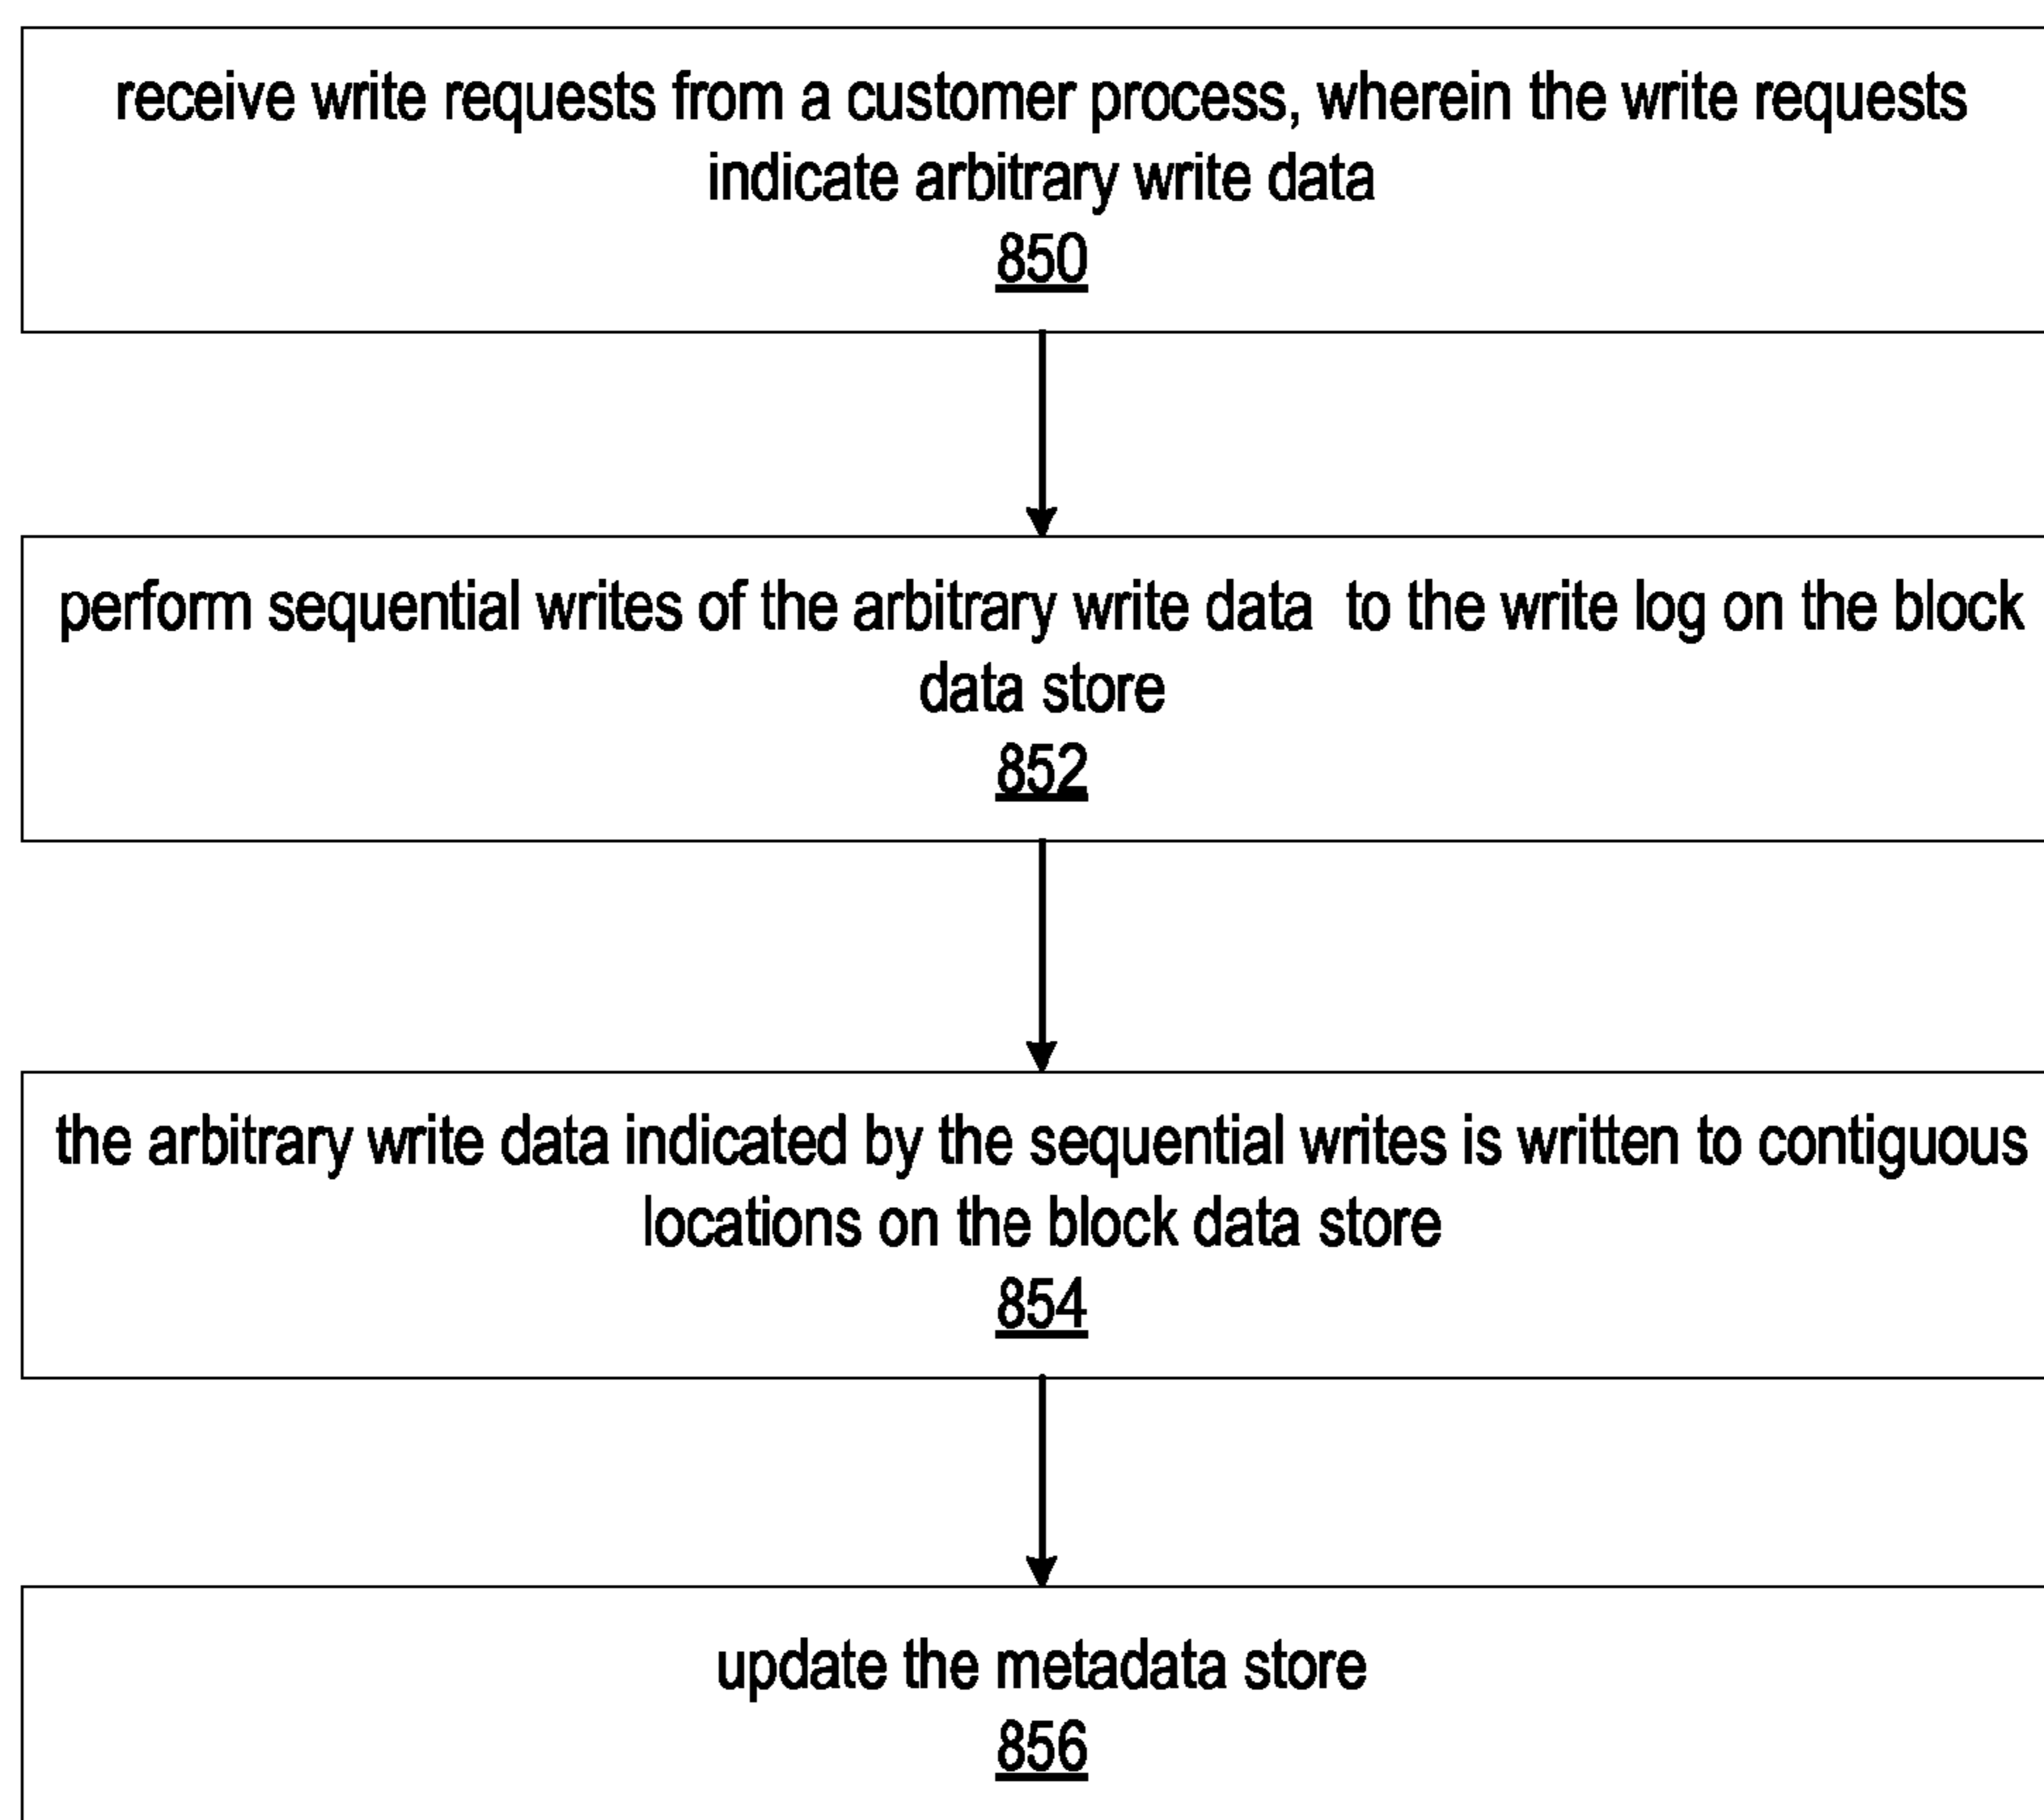 receive write requests from a customer process, wherein the write requests
indicate arbitrary write data
850
perform sequential writes of the arbitrary write data to the write log on the block
data store
852
the arbitrary write data indicated by the sequential writes is written to contiguous
locations on the block data store
854
update the metadata store
856